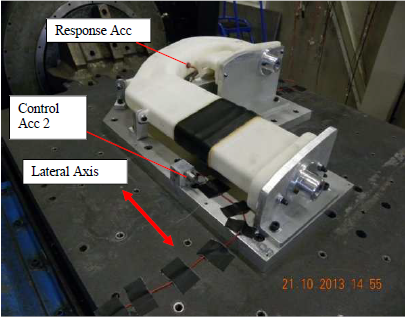 Response Acc
Control
Acc 2
Lateral Axis
21.10.2013 14:55